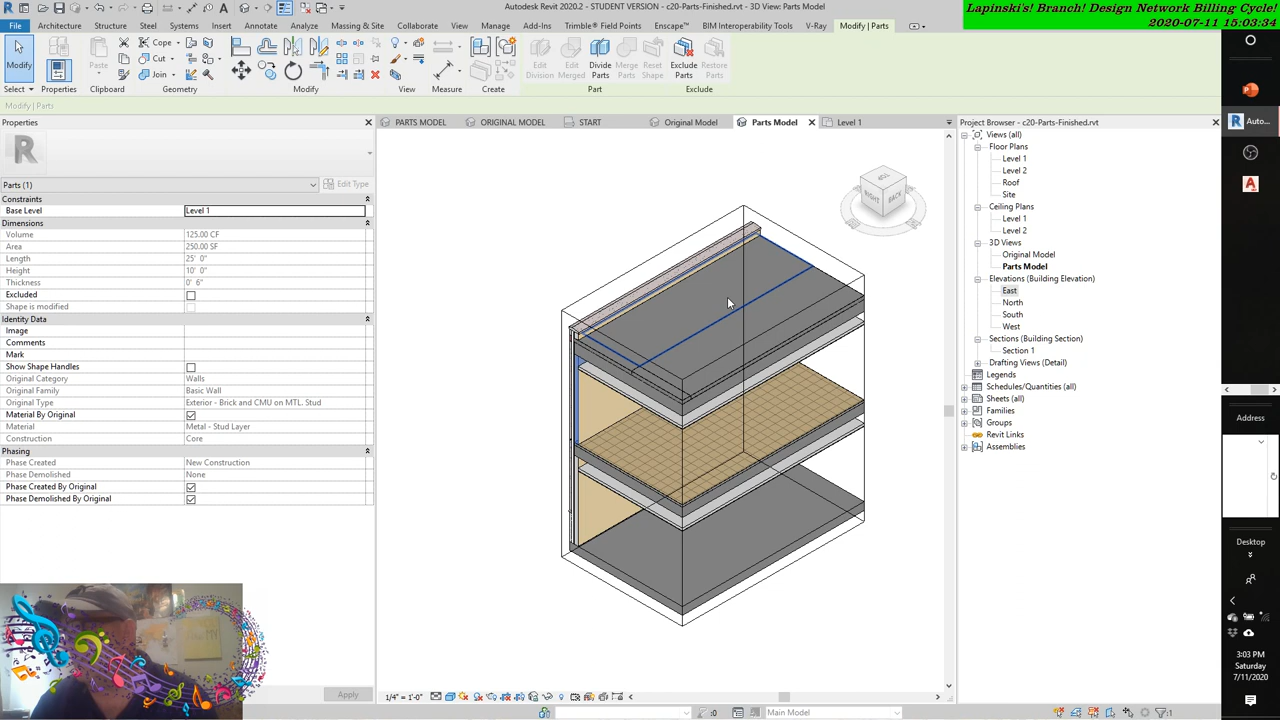 Autodesk Revit 2020.2 - STUDENT VERSION - c20-Parts-Finished.rvt - 3D View: Parts Model
Lapinski's! Branch! Design Network Billing Cycle!
2020-07-11 15:03:34
File Architecture Structure Steel Systems Insert Annotate Analyze Massing & Site Collaborate View Manage Add-Ins Trimble® Field Points Enscape™ BIM Interoperability Tools V-Ray Modify | Parts
Modify
Properties
Paste
Cope
Cut
Join
Edit Division
Edit Merged
Divide Parts
Merge Parts
Reset Shape
Exclude Parts
Restore Parts
Select Properties Clipboard Geometry Modify View Measure Create Part Exclude
Modify | Parts
Properties
PARTS MODEL ORIGINAL MODEL START Original Model Parts Model Level 1
Project Browser - c20-Parts-Finished.rvt
Parts (1) Edit Type
Constraints
Base Level Level 1
Dimensions
Volume 125.00 CF
Area 250.00 SF
Length 25' 0"
Height 10' 0"
Thickness 0' 6"
Excluded
Shape is modified
Identity Data
Image
Comments
Mark
Show Shape Handles
Original Category Walls
Original Family Basic Wall
Original Type Exterior - Brick and CMU on MTL. Stud
Material By Original
Material Metal - Stud Layer
Construction Core
Phasing
Phase Created New Construction
Phase Demolished None
Phase Created By Original
Phase Demolished By Original
Apply
RIGHT
BACK
1/4" = 1'-0"
:0
Main Model
:1
Views (all)
Floor Plans
Level 1
Level 2
Roof
Site
Ceiling Plans
Level 1
Level 2
3D Views
Original Model
Parts Model
Elevations (Building Elevation)
East
North
South
West
Sections (Building Section)
Section 1
Drafting Views (Detail)
Legends
Schedules/Quantities (all)
Sheets (all)
Families
Groups
Revit Links
Assemblies
Auto...
Address
Desktop
3:03 PM
Saturday
7/11/2020